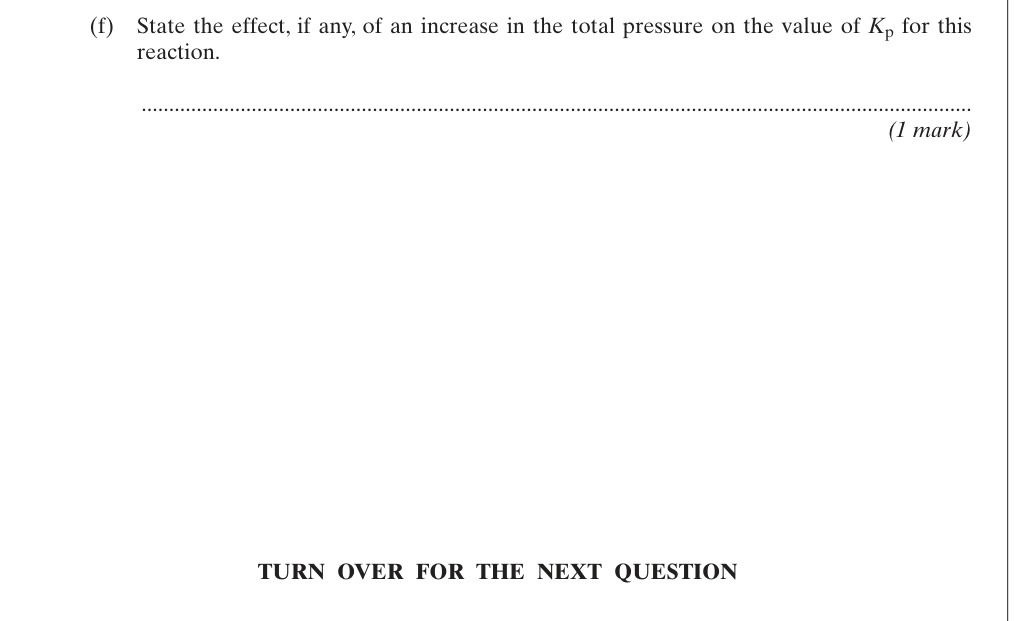 (f) State the effect, if any, of an increase in the total pressure on the value of Kp for this
reaction.
....................................................................................................................................................
(1 mark)
TURN OVER FOR THE NEXT QUESTION